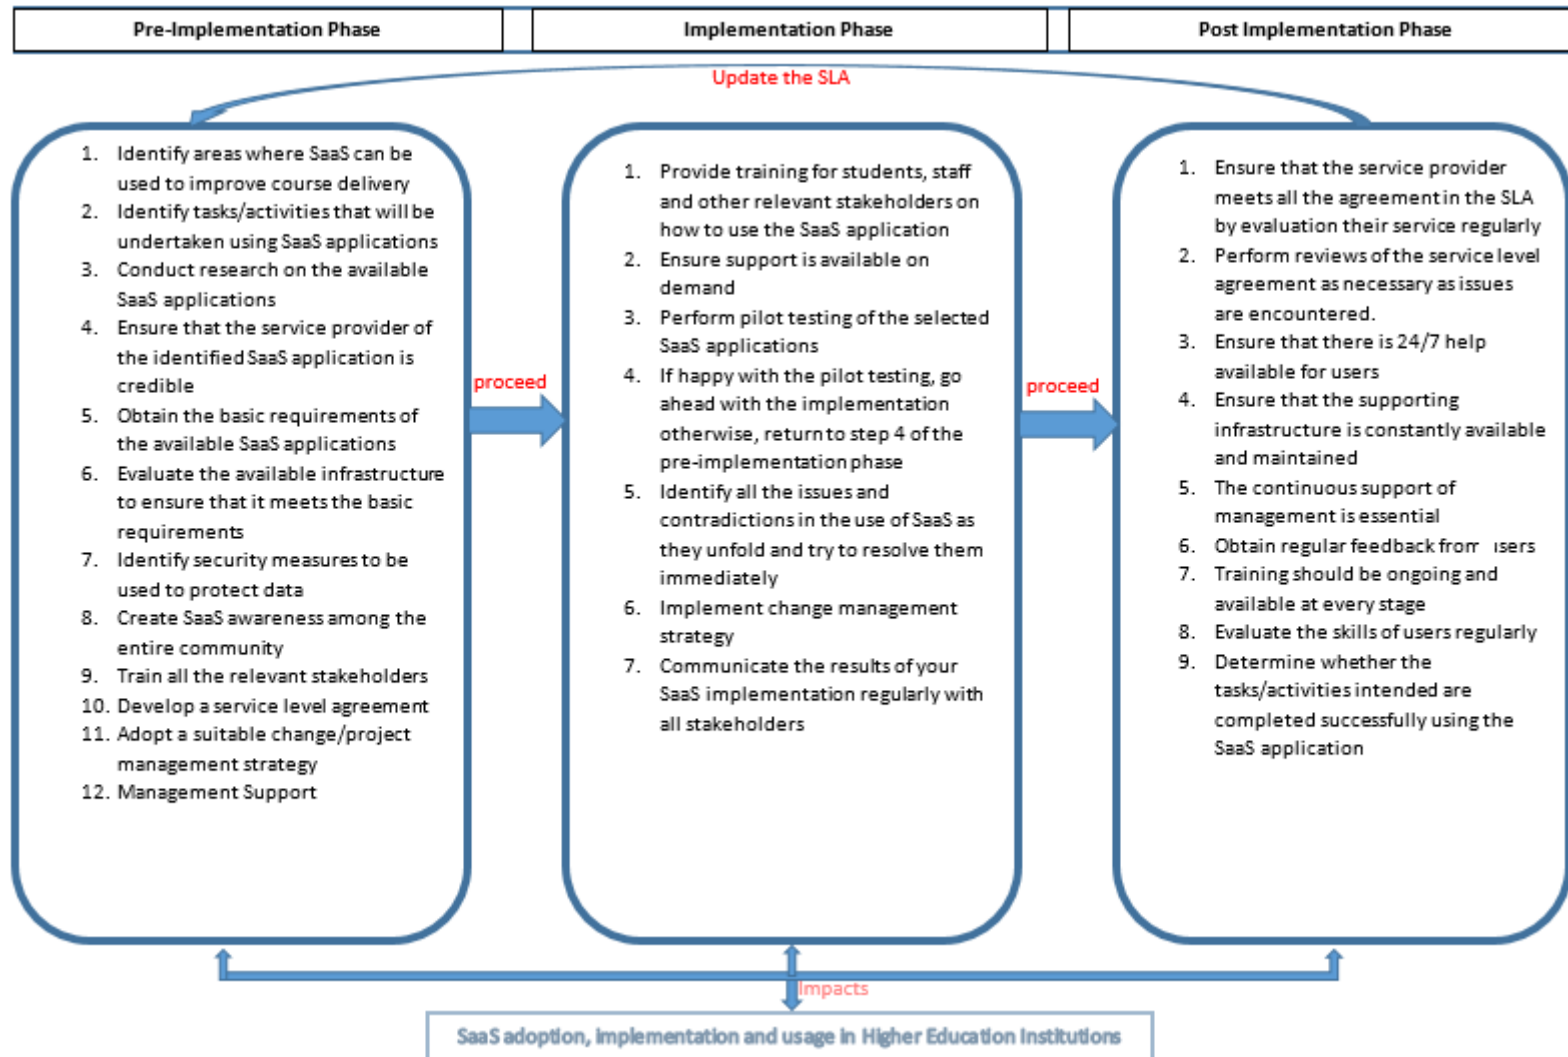 Pre-Implementation Phase
Implementation Phase
Post Implementation Phase
Update the SLA
1. Identify areas where SaaS can be
used to improve course delivery
2. Identify tasks/activities that will be
undertaken using SaaS applications
3. Conduct research on the available
SaaS applications
4. Ensure that the service provider of
the identified SaaS application is
credible
5. Obtain the basic requirements of
the available SaaS applications
6. Evaluate the available infrastructure
to ensure that it meets the basic
requirements
7. Identify security measures to be
used to protect data
8. Create SaaS awareness among the
entire community
9. Train all the relevant stakeholders
10. Develop a service level agreement
11. Adopt a suitable change/project
management strategy
12. Management Support
proceed
1. Provide training for students, staff
and other relevant stakeholders on
how to use the SaaS application
2. Ensure support is available on
demand
3. Perform pilot testing of the selected
SaaS applications
4. If happy with the pilot testing, go
ahead with the implementation
otherwise, return to step 4 of the
pre-implementation phase
5. Identify all the issues and
contradictions in the use of SaaS as
they unfold and try to resolve them
immediately
6. Implement change management
strategy
7. Communicate the results of your
SaaS implementation regularly with
all stakeholders
proceed
1. Ensure that the service provider
meets all the agreement in the SLA
by evaluation their service regularly
2. Perform reviews of the service level
agreement as necessary as issues
are encountered.
3. Ensure that there is 24/7 help
available for users
4. Ensure that the supporting
infrastructure is constantly available
and maintained
5. The continuous support of
management is essential
6. Obtain regular feedback from users
7. Training should be ongoing and
available at every stage
8. Evaluate the skills of users regularly
9. Determine whether the
tasks/activities intended are
completed successfully using the
SaaS application
Impacts
SaaS adoption, implementation and usage in Higher Education Institutions